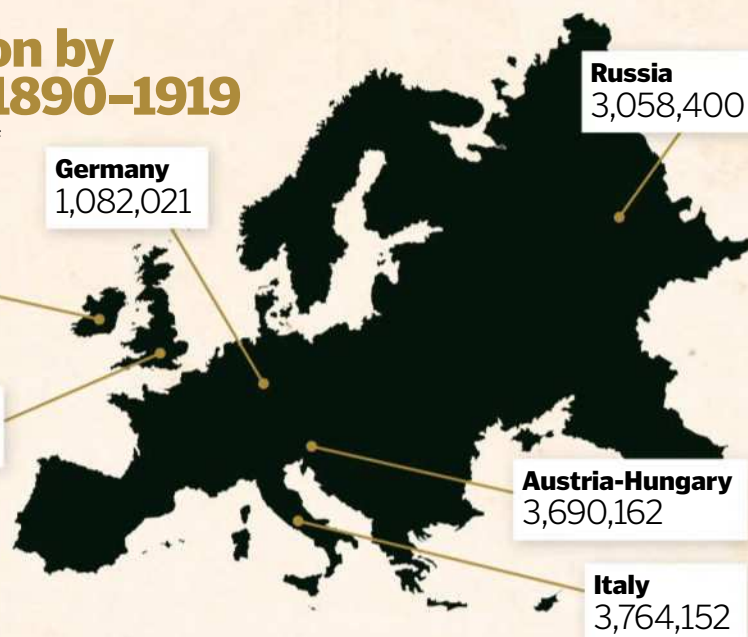 on by
1890–1919
Germany
1,082,021
Russia
3,058,400
Austria-Hungary
3,690,162
Italy
3,764,152